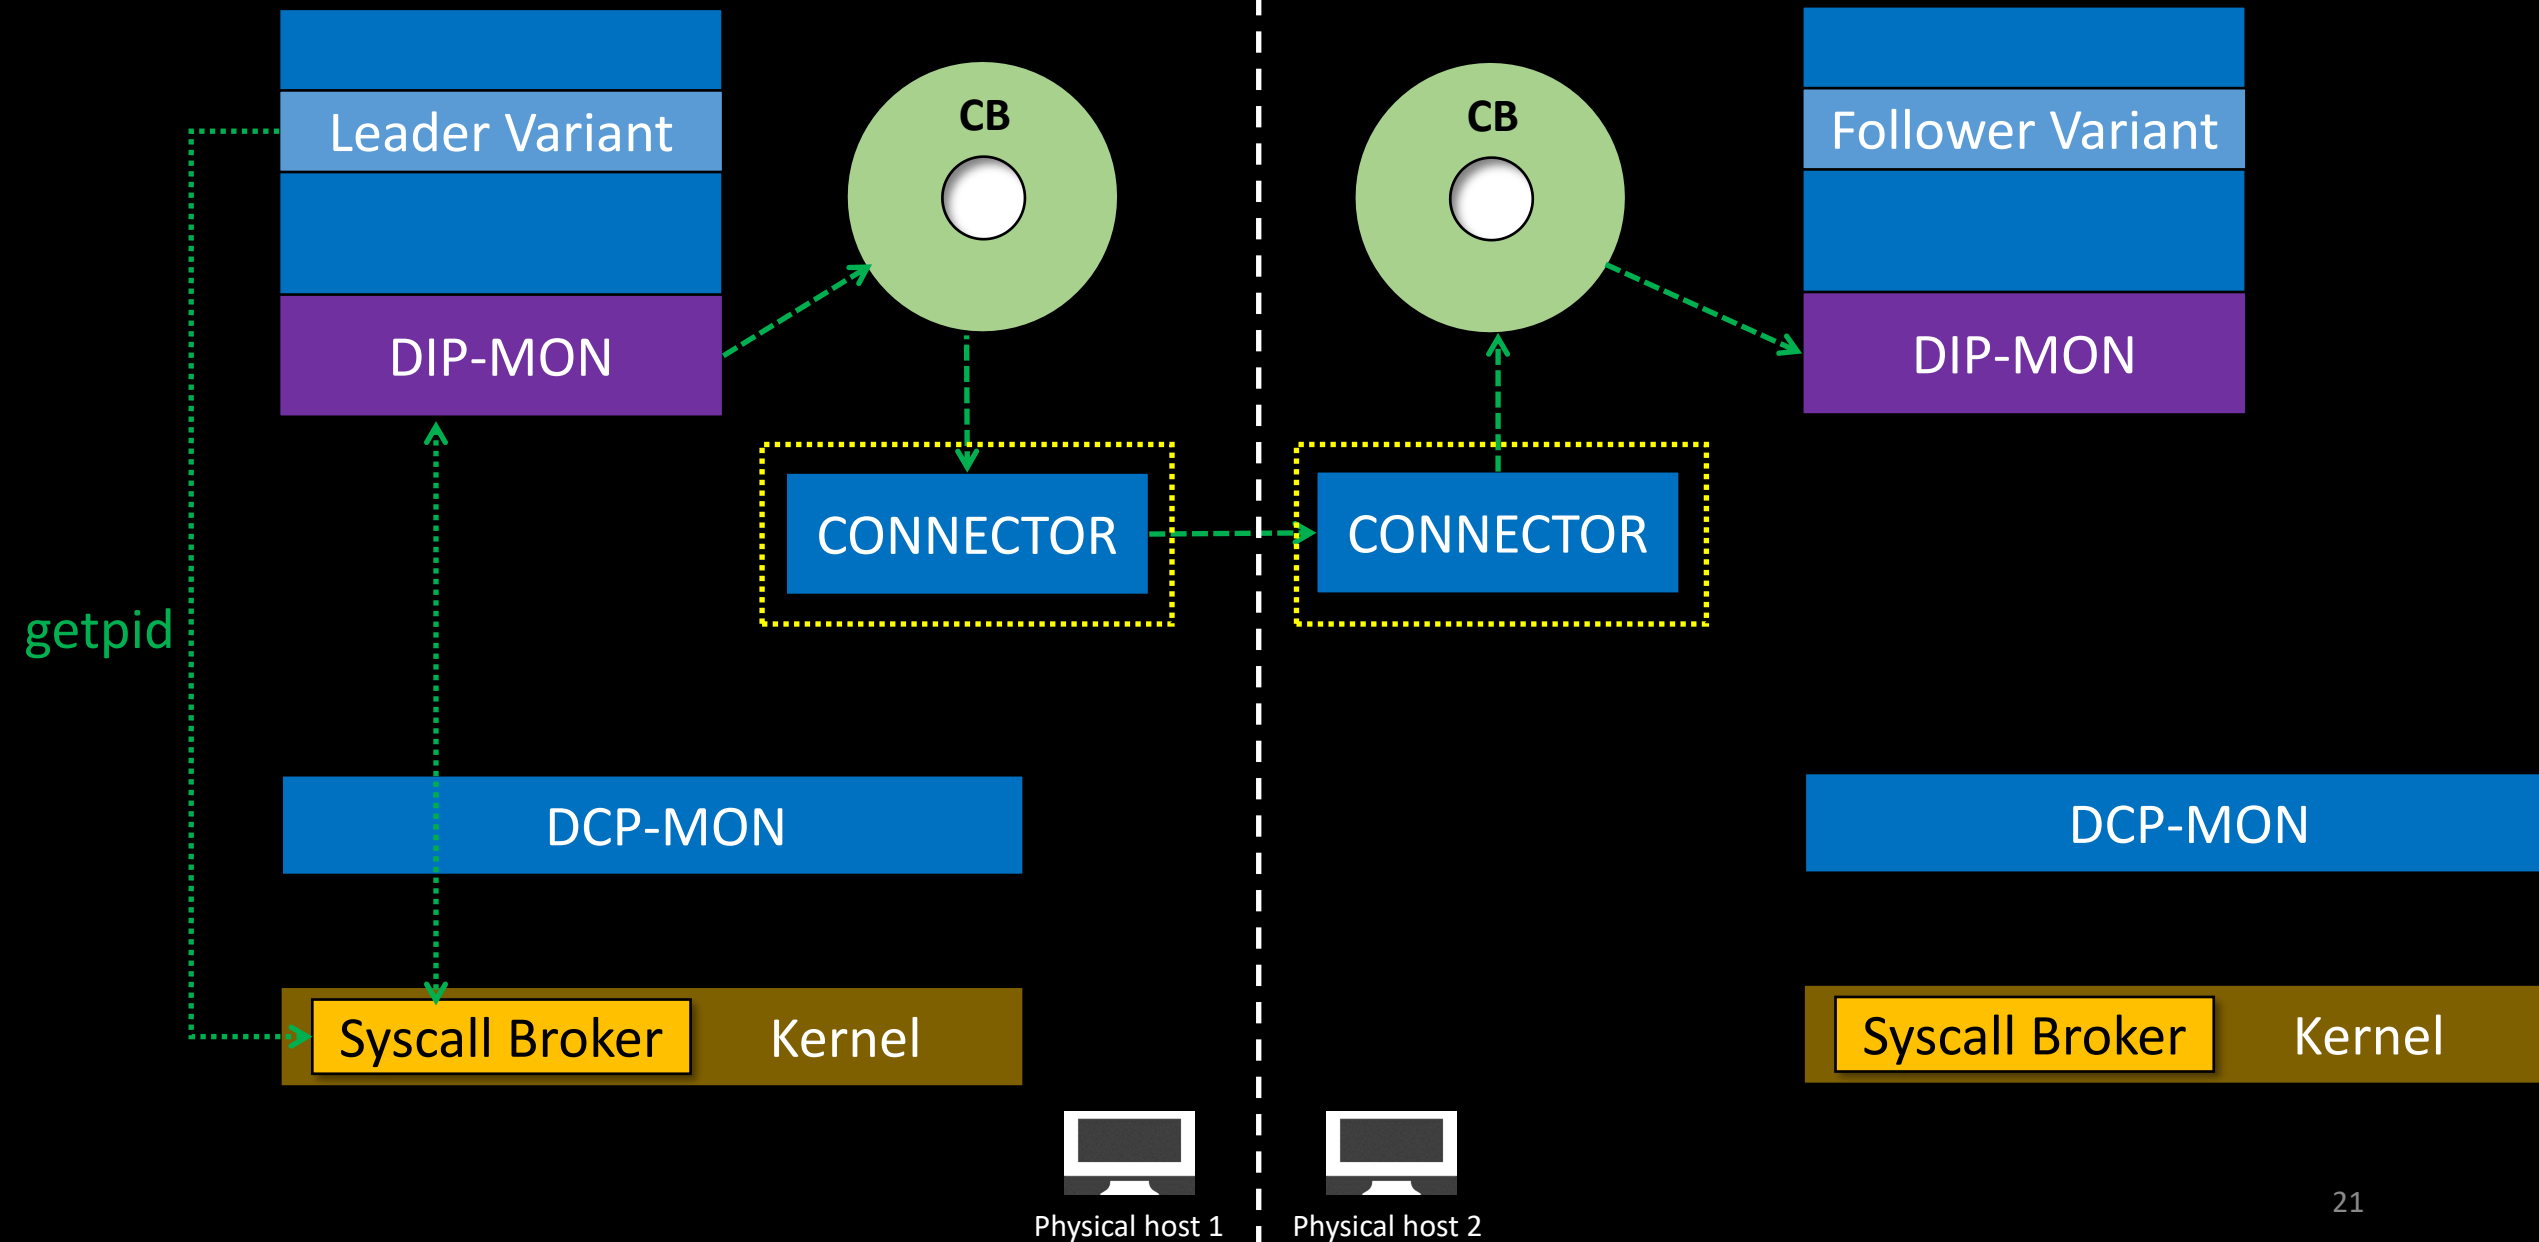 CB
CB
Leader Variant
Follower Variant
DIP-MON
DIP-MON
CONNECTOR
CONNECTOR
getpid
DCP-MON
DCP-MON
Syscall Broker
Kernel
Syscall Broker
Kernel
Physical host 1
Physical host 2
21